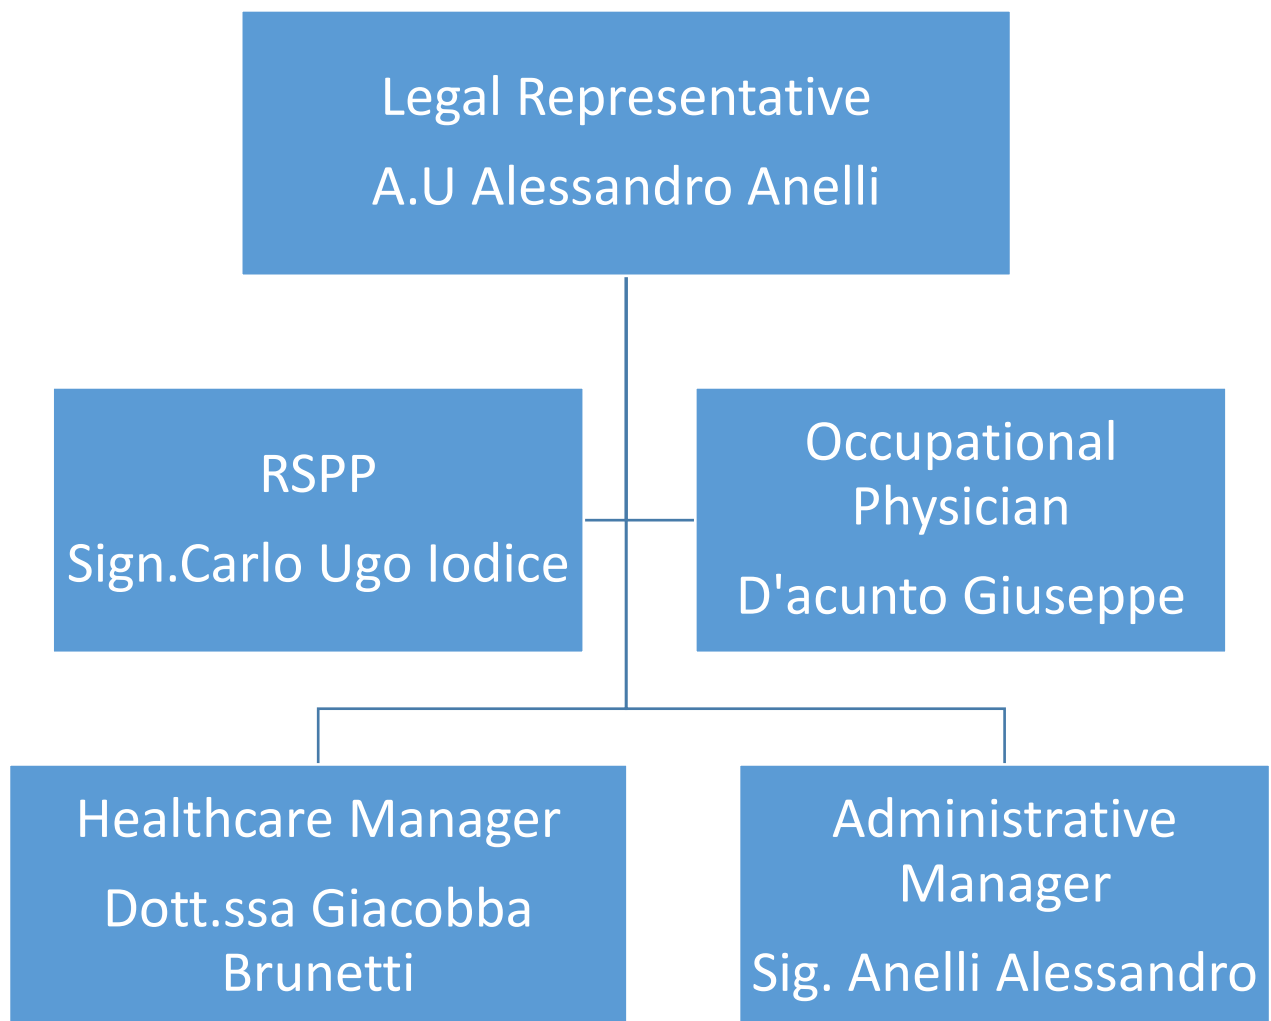 Legal Representative
A.U Alessandro Anelli
RSPP
Sign.Carlo Ugo Iodice
Occupational
Physician
D'acunto Giuseppe
Healthcare Manager
Dott.ssa Giacobba
Brunetti
Administrative
Manager
Sig. Anelli Alessandro